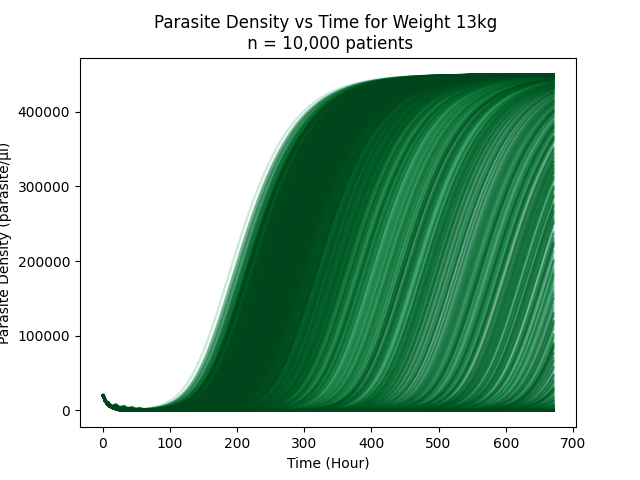 Parasite Density vs Time for Weight 13kg
n = 10,000 patients
Parasite Density (parasite/µl)
400000
300000
200000
100000
0
0 100 200 300 400 500 600 700
Time (Hour)